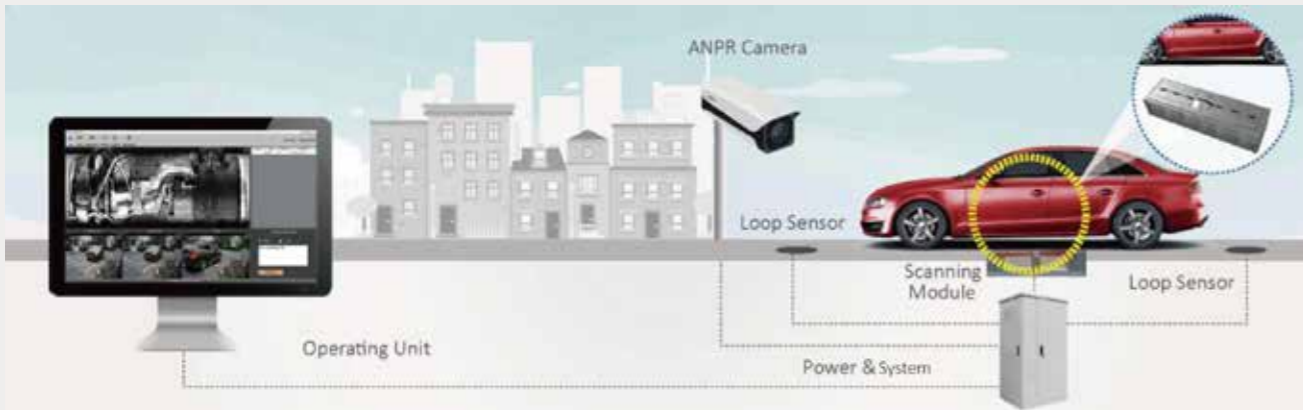 ANPR Camera
Loop Sensor
Scanning
Module
Loop Sensor
Operating Unit
Power & System